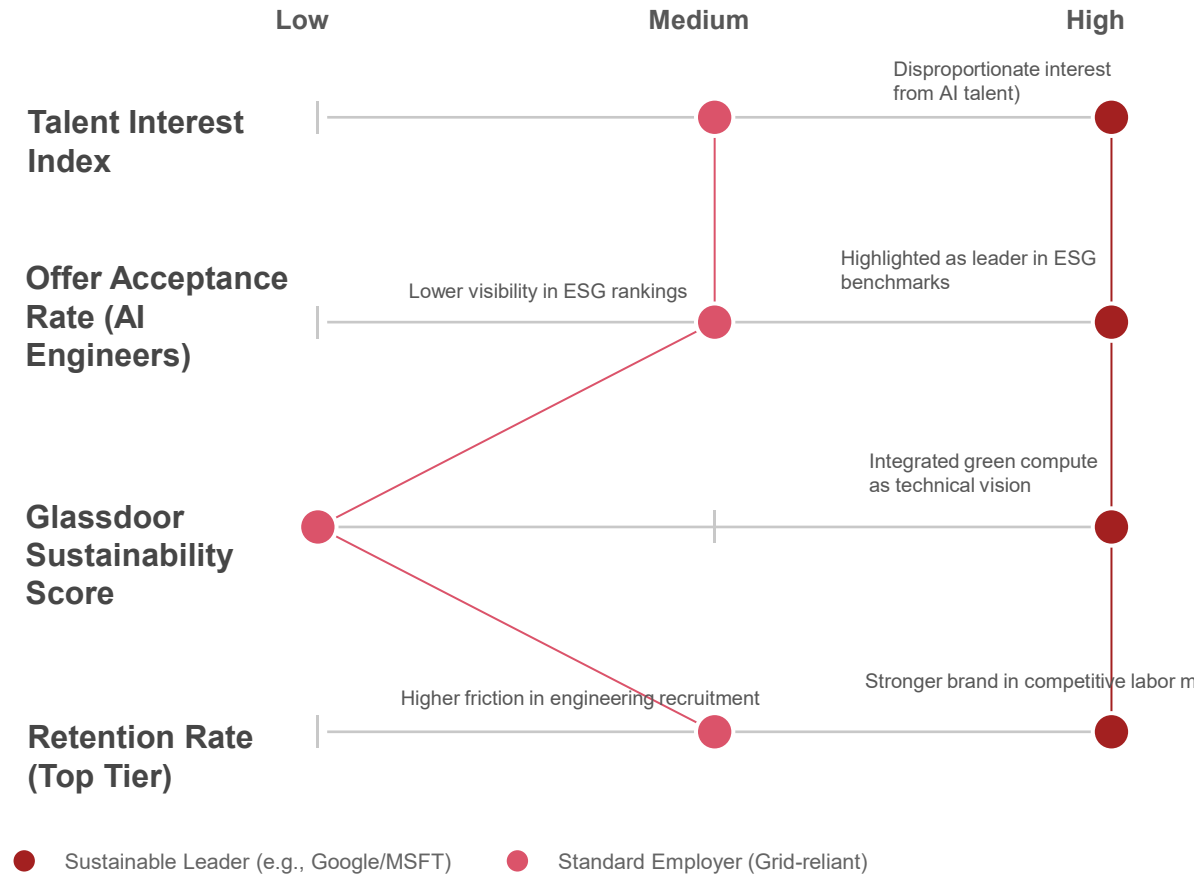 Low
Medium
High
Disproportionate interest
from AI talent)
Talent Interest
Index
Highlighted as leader in ESG
benchmarks
Lower visibility in ESG rankings
Offer Acceptance
Rate (AI
Engineers)
Integrated green compute
as technical vision
Glassdoor
Sustainability
Score
Stronger brand in competitive labor
Higher friction in engineering recruitment
Retention Rate
(Top Tier)
Sustainable Leader (e.g., Google/MSFT)
Standard Employer (Grid-reliant)